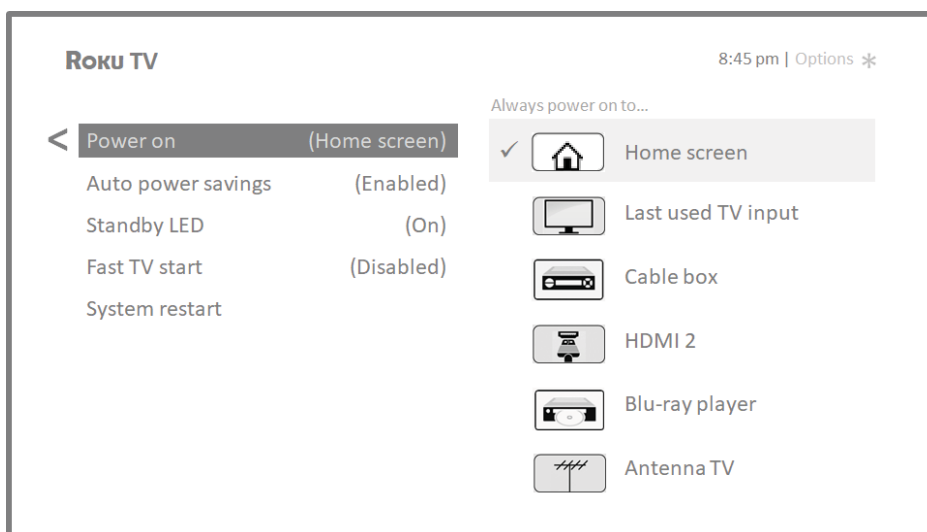 Roku TV
8:45 pm | Options *
Power on (Home screen)
Auto power savings (Enabled)
Standby LED (On)
Fast TV start (Disabled)
System restart
Always power on to...
Home screen
Last used TV input
Cable box
HDMI 2
Blu-ray player
Antenna TV